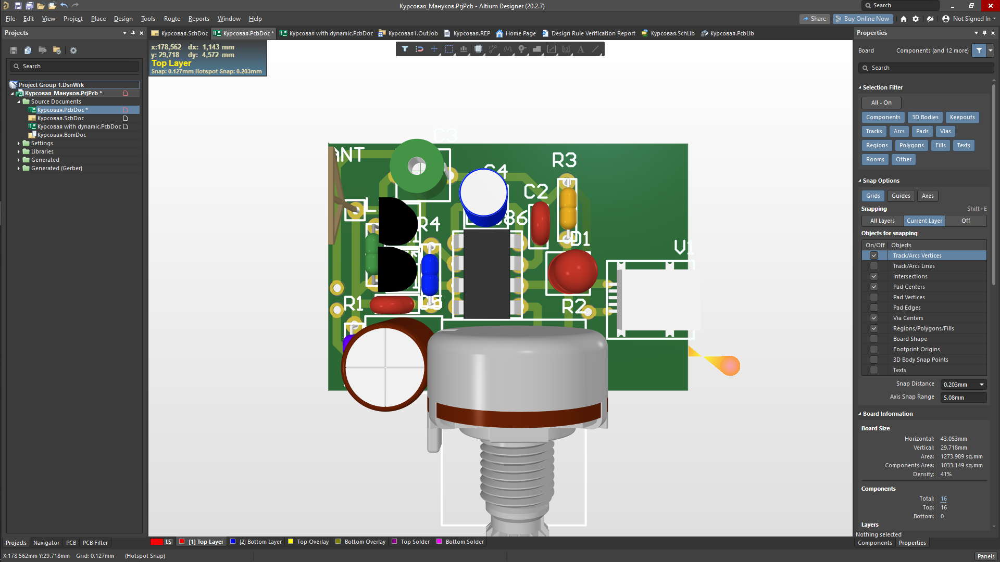 Курсовая_Мануков.PrjPcb - Altium Designer (20.2.7)
Search
File Edit View Project Place Design Tools Route Reports Window Help
Share Buy Online Now Not Signed In
Projects
Курсовая.SchDoc Курсовая.PcbDoc * Курсовая with dynamic.PcbDoc Курсовая1.OutJob Курсовая.REP Home Page Design Rule Verification Report Курсовая.SchLib Курсовая.PcbLib
Search
Project Group 1.DsnWrk
Курсовая_Мануков.PrjPcb *
Source Documents
Курсовая.PcbDoc *
Курсовая.SchDoc
Курсовая with dynamic.PcbDoc
Курсовая.BomDoc
Settings
Libraries
Generated
Generated (Gerber)
x:178,562 dx: 1,143 mm
y: 29,718 dy: 4,572 mm
Top Layer
Snap: 0.127mm Hotspot Snap: 0.203mm
C3
R3
C4
C2
R4
D1
V1
R1
R2
Properties
Board Components (and 12 more)
Search
Selection Filter
All - On
Components 3D Bodies Keepouts
Tracks Arcs Pads Vias
Regions Polygons Fills Texts
Rooms Other
Snap Options
Grids Guides Axes
Snapping Shift+E
All Layers Current Layer Off
Objects for snapping
On/Off Objects
Track/Arcs Vertices
Track/Arcs Lines
Intersections
Pad Centers
Pad Vertices
Pad Edges
Via Centers
Regions/Polygons/Fills
Board Shape
Footprint Origins
3D Body Snap Points
Texts
Snap Distance 0.203mm
Axis Snap Range 5.08mm
Board Information
Board Size
Horizontal: 43.053mm
Vertical: 29.718mm
Area: 1273.989 sq.mm
Components Area: 1033.149 sq.mm
Density: 41%
Components
Total: 16
Top: 16
Bottom: 0
Layers
Nothing selected
Components Properties
Projects Navigator PCB PCB Filter
LS [1] Top Layer [2] Bottom Layer Top Overlay Bottom Overlay Top Solder Bottom Solder
X:178.562mm Y:29.718mm Grid: 0.127mm (Hotspot Snap)
Panels